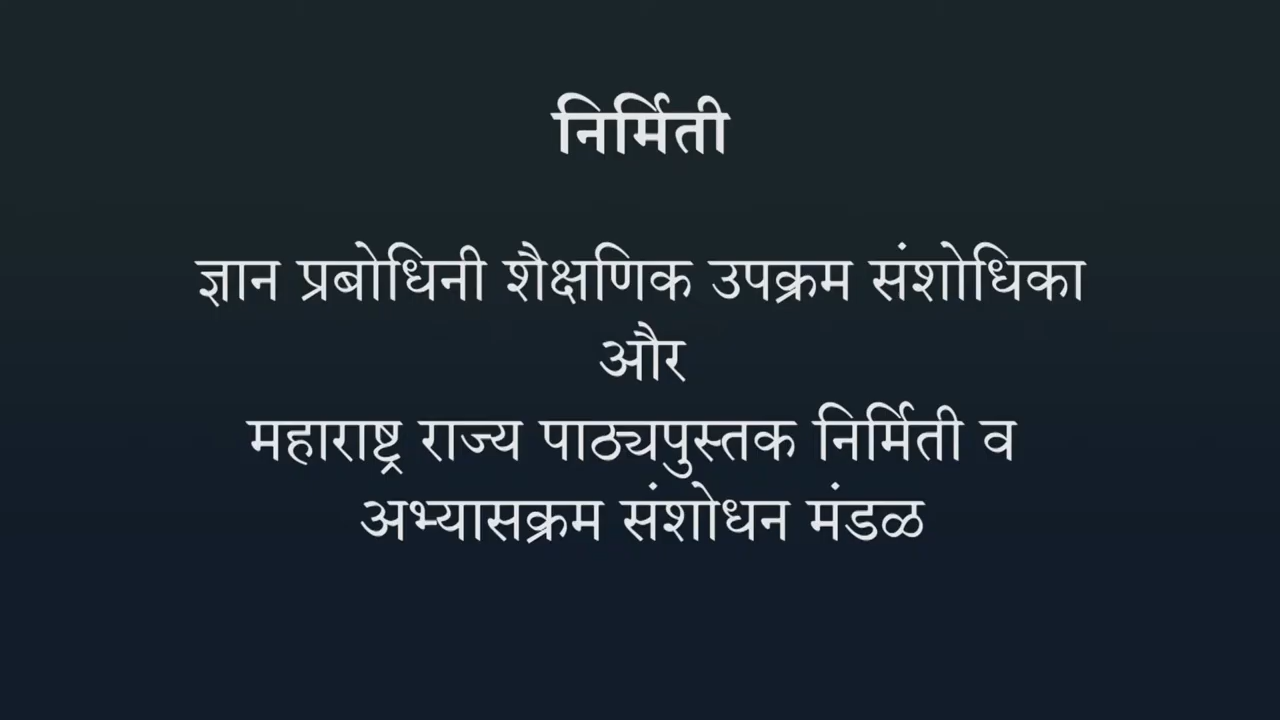 निर्मिती
ज्ञान प्रबोधिनी शैक्षणिक उपक्रम संशोधिका
और
महाराष्ट्र राज्य पाठ्यपुस्तक निर्मिती व
अभ्यासक्रम संशोधन मंडळ